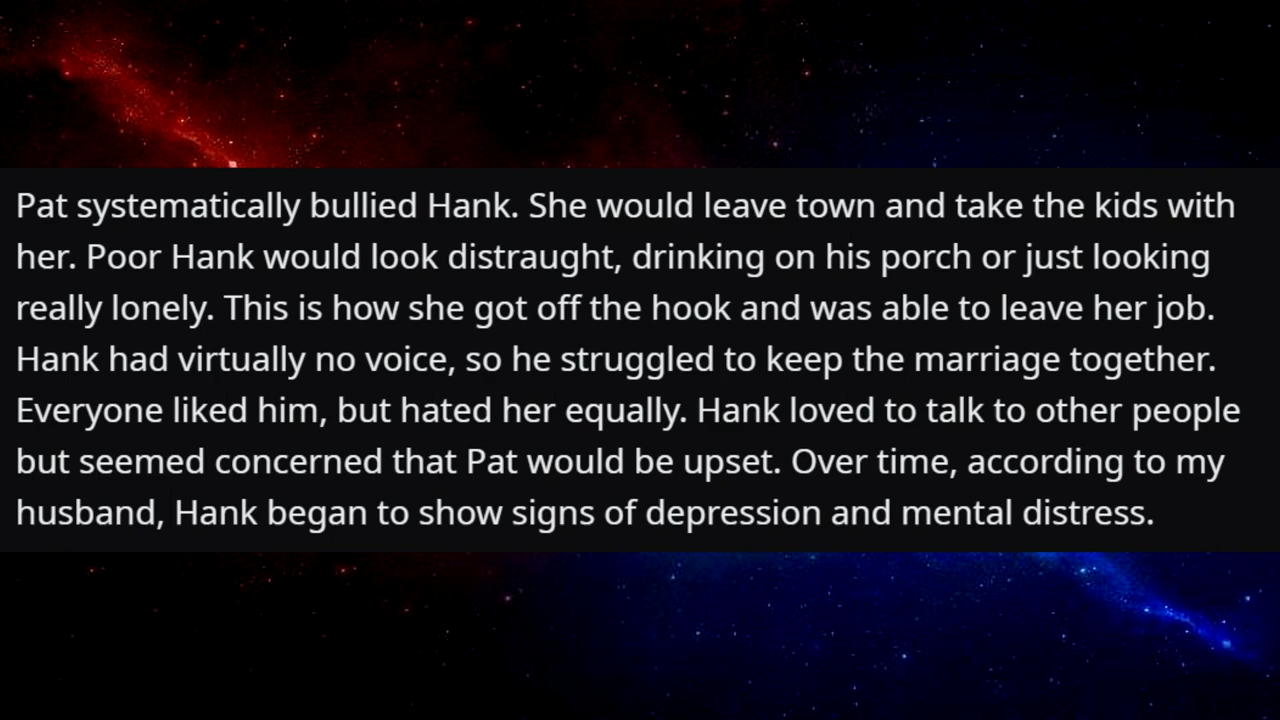 Pat systematically bullied Hank. She would leave town and take the kids with
her. Poor Hank would look distraught, drinking on his porch or just looking
really lonely. This is how she got off the hook and was able to leave her job.
Hank had virtually no voice, so he struggled to keep the marriage together.
Everyone liked him, but hated her equally. Hank loved to talk to other people
but seemed concerned that Pat would be upset. Over time, according to my
husband, Hank began to show signs of depression and mental distress.